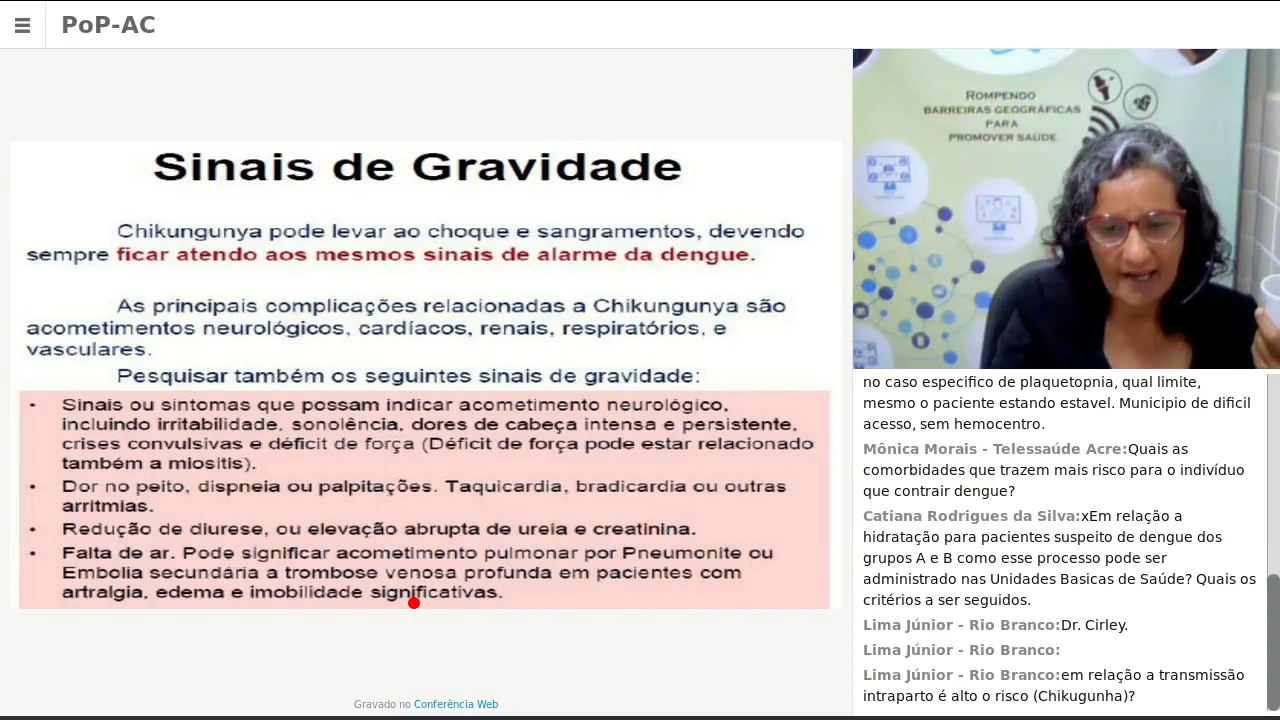 PoP-AC
Sinais de Gravidade
Chikungunya pode levar ao choque e sangramentos, devendo
sempre ficar atendo aos mesmos sinais de alarme da dengue.
As principais complicações relacionadas a Chikungunya são
acometimentos neurológicos, cardíacos, renais, respiratórios, e
vasculares.
Pesquisar também os seguintes sinais de gravidade:
• Sinais ou sintomas que possam indicar acometimento neurológico,
incluindo irritabilidade, sonolência, dores de cabeça intensa e persistente,
crises convulsivas e déficit de força (Déficit de força pode estar relacionado
também a miositis).
• Dor no peito, dispneia ou palpitações. Taquicardia, bradicardia ou outras
arritmias.
• Redução de diurese, ou elevação abrupta de ureia e creatinina.
• Falta de ar. Pode significar acometimento pulmonar por Pneumonite ou
Embolia secundária a trombose venosa profunda em pacientes com
artralgia, edema e imobilidade significativas.
Gravado no Conferência Web
ROMPENDO
BARREIRAS GEOGRÁFICAS
PARA
PROMOVER SAÚDE
no caso especifico de plaquetopnia, qual limite,
mesmo o paciente estando estavel. Municipio de dificil
acesso, sem hemocentro.
Mônica Morais - Telessaúde Acre:Quais as
comorbidades que trazem mais risco para o indivíduo
que contrair dengue?
Catiana Rodrigues da Silva:xEm relação a
hidratação para pacientes suspeito de dengue dos
grupos A e B como esse processo pode ser
administrado nas Unidades Basicas de Saúde? Quais os
critérios a ser seguidos.
Lima Júnior - Rio Branco:Dr. Cirley.
Lima Júnior - Rio Branco:
Lima Júnior - Rio Branco:em relação a transmissão
intraparto é alto o risco (Chikugunha)?